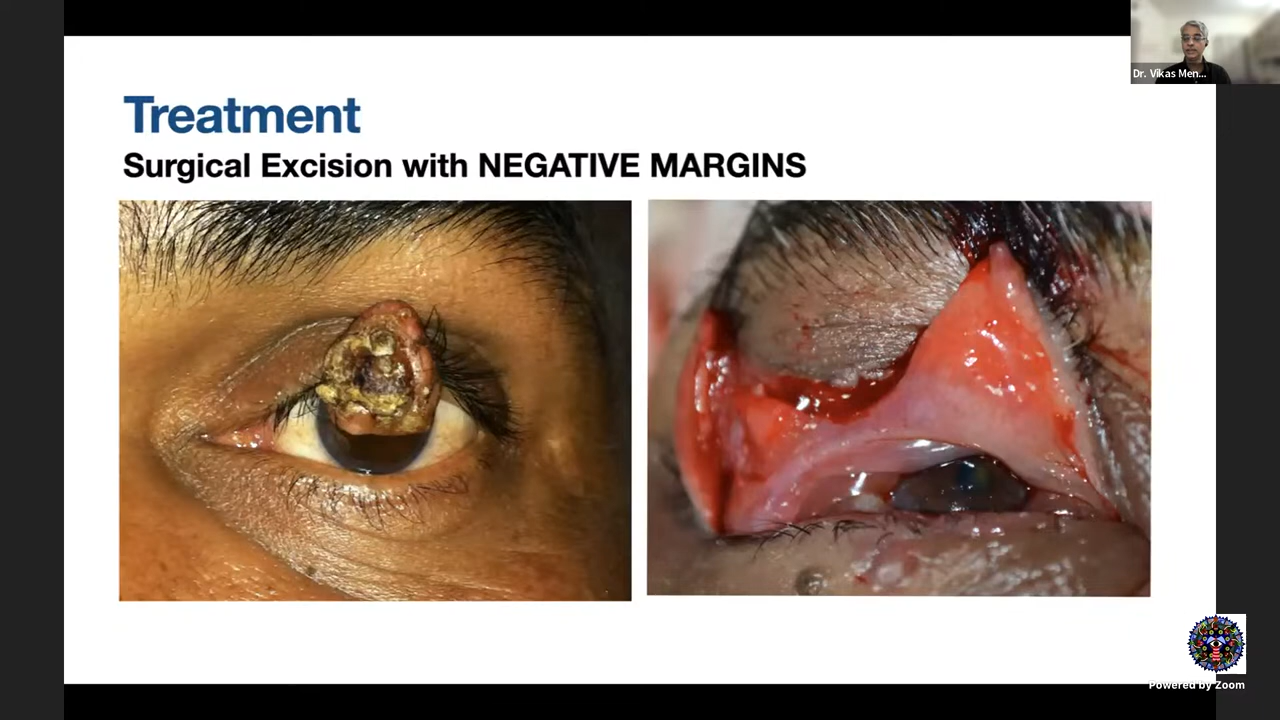 Dr. Vikas Men...
Treatment
Surgical Excision with NEGATIVE MARGINS
Powered by Zoom